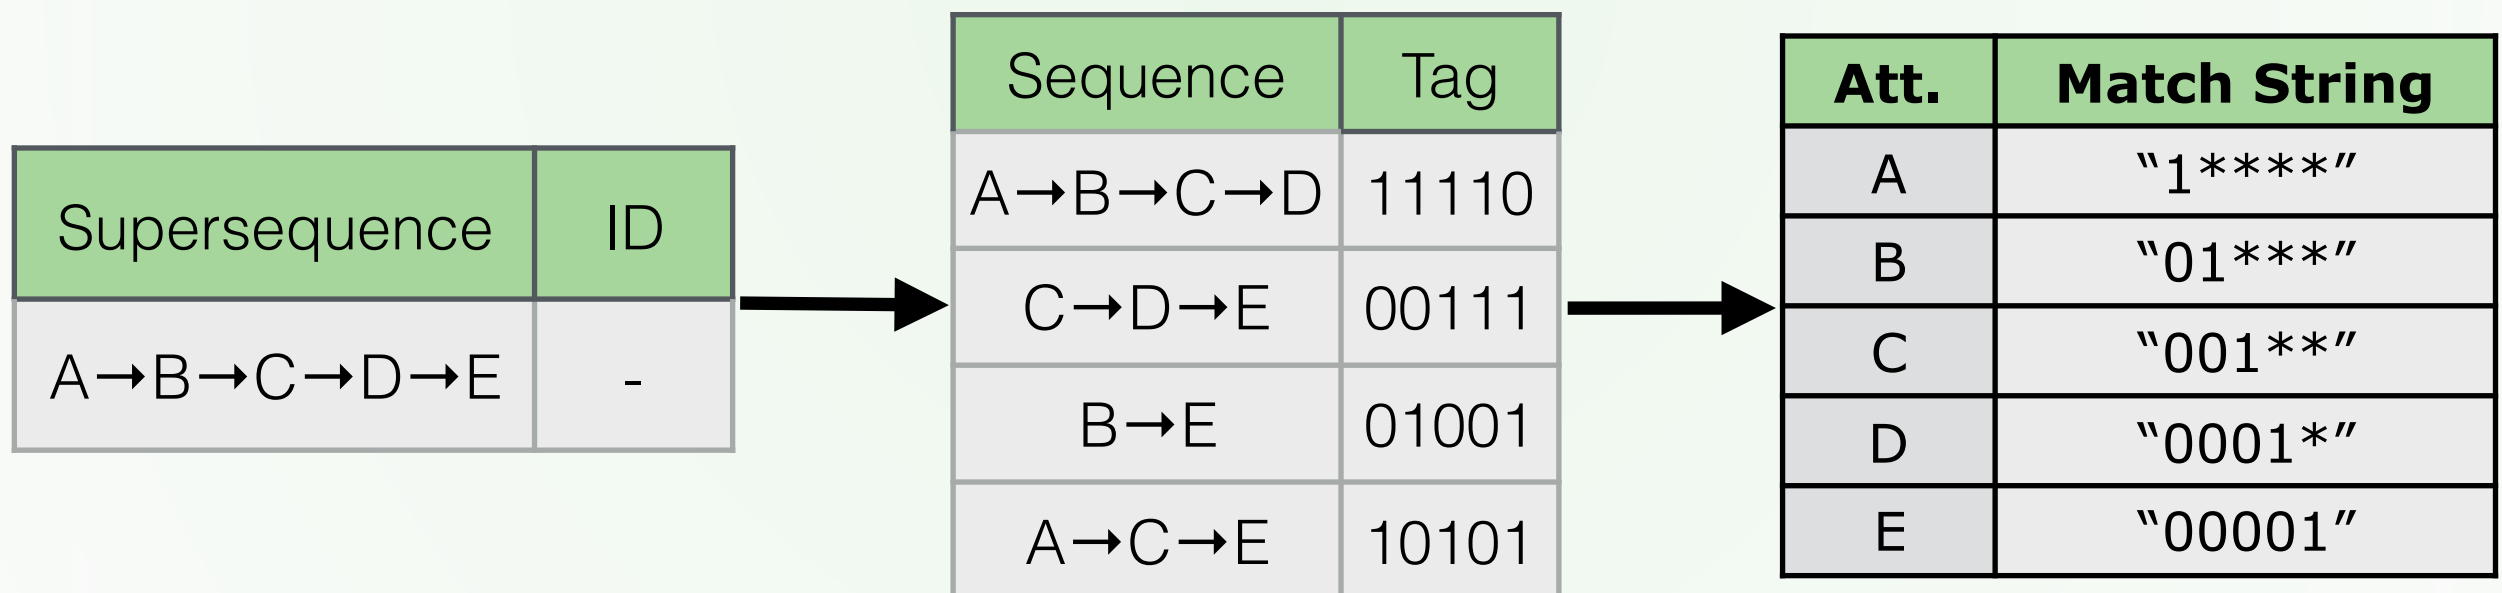 Supersequence ID
A→B→C→D→E -
Sequence Tag
A→B→C→D 11110
C→D→E 00111
B→E 01001
A→C→E 10101
Att. Match String
A “1****”
B “01***”
C “001**”
D “0001*”
E “00001”